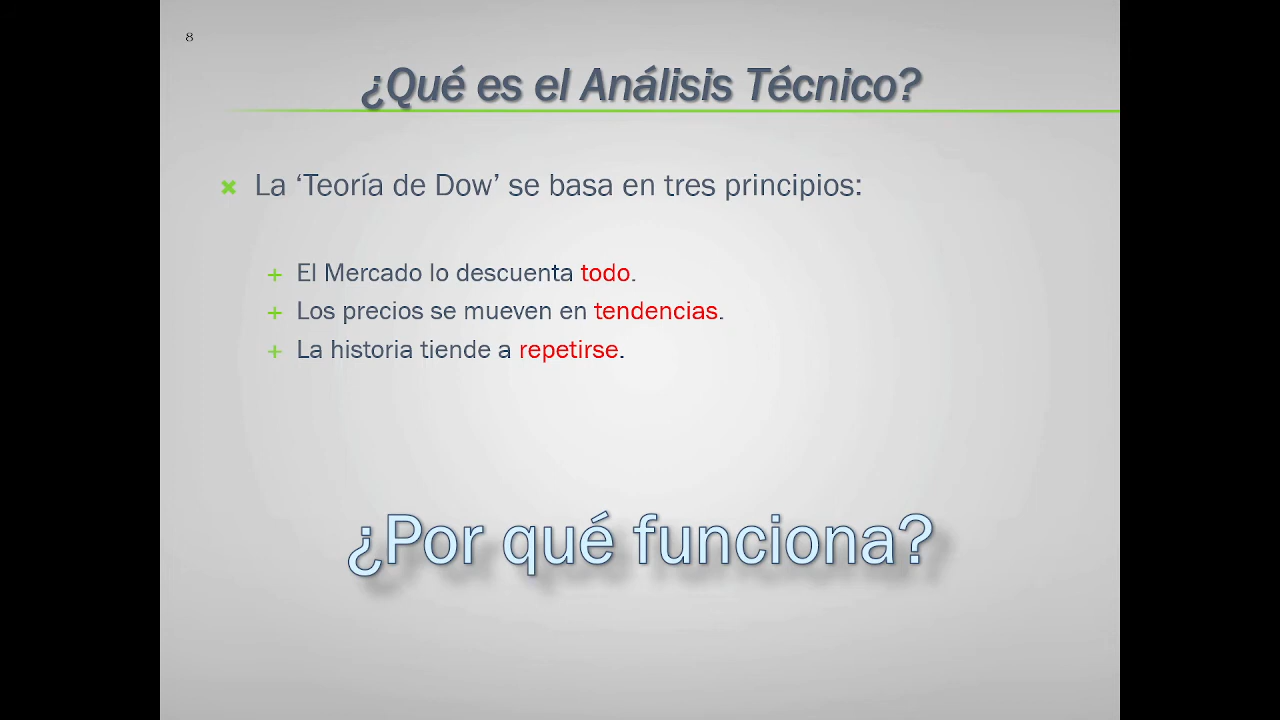 8
¿Qué es el Análisis Técnico?
La ‘Teoría de Dow’ se basa en tres principios:
El Mercado lo descuenta todo.
Los precios se mueven en tendencias.
La historia tiende a repetirse.
¿Por qué funciona?